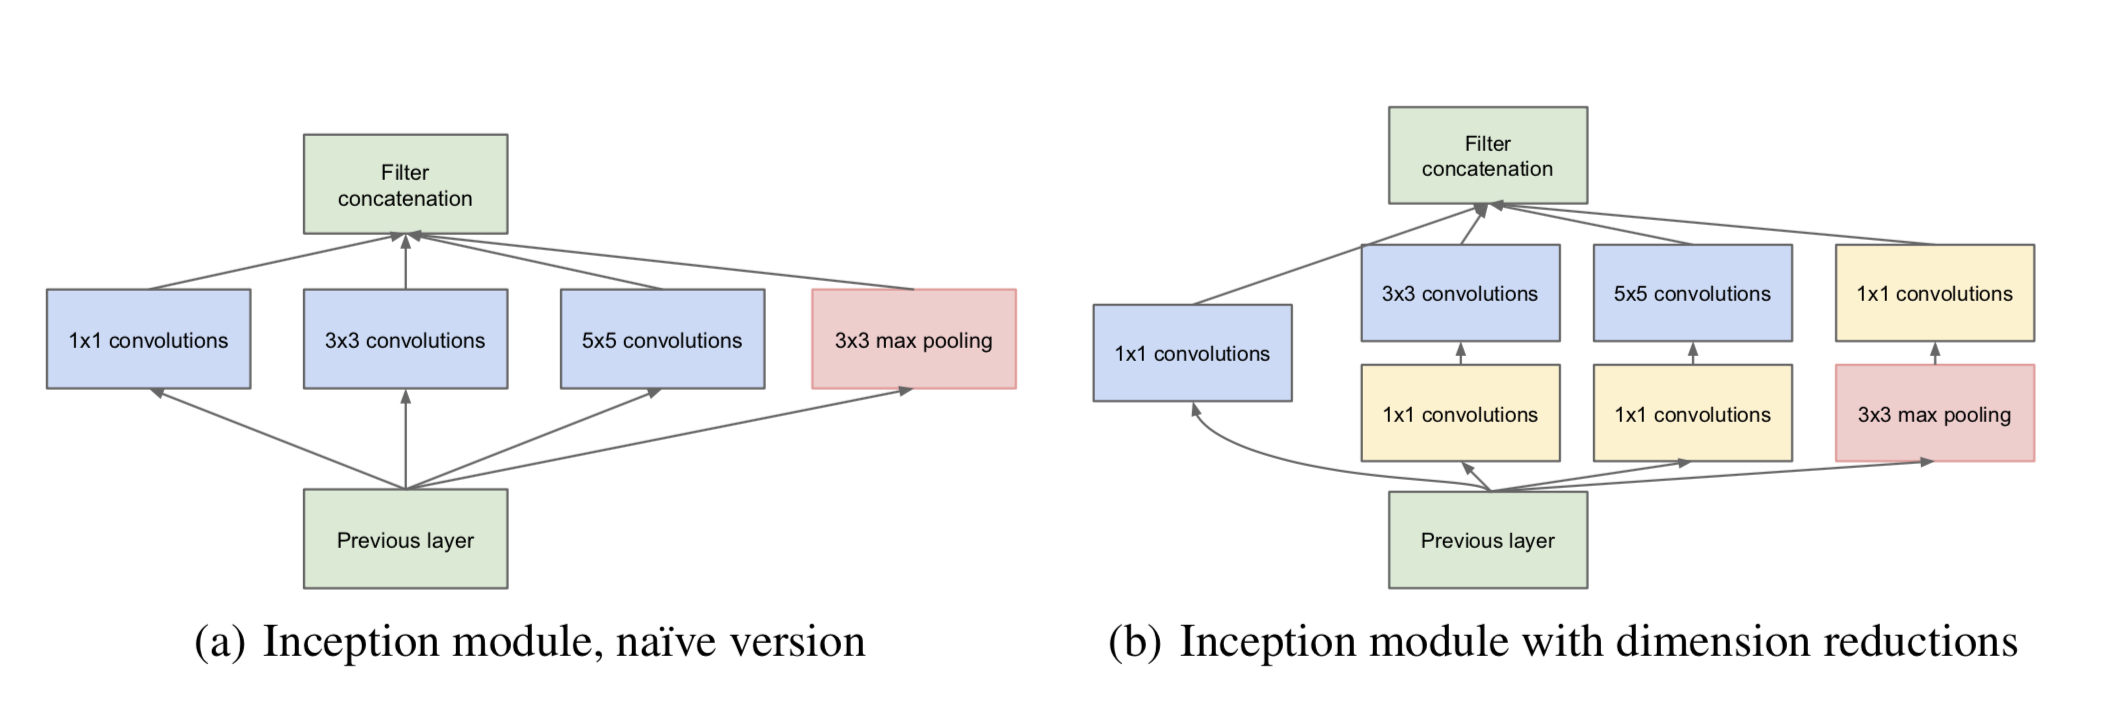 Filter
concatenation
1x1 convolutions
3x3 convolutions
5x5 convolutions
3x3 max pooling
Previous layer
(a) Inception module, naïve version
Filter
concatenation
3x3 convolutions
5x5 convolutions
1x1 convolutions
1x1 convolutions
1x1 convolutions
1x1 convolutions
3x3 max pooling
Previous layer
(b) Inception module with dimension reductions